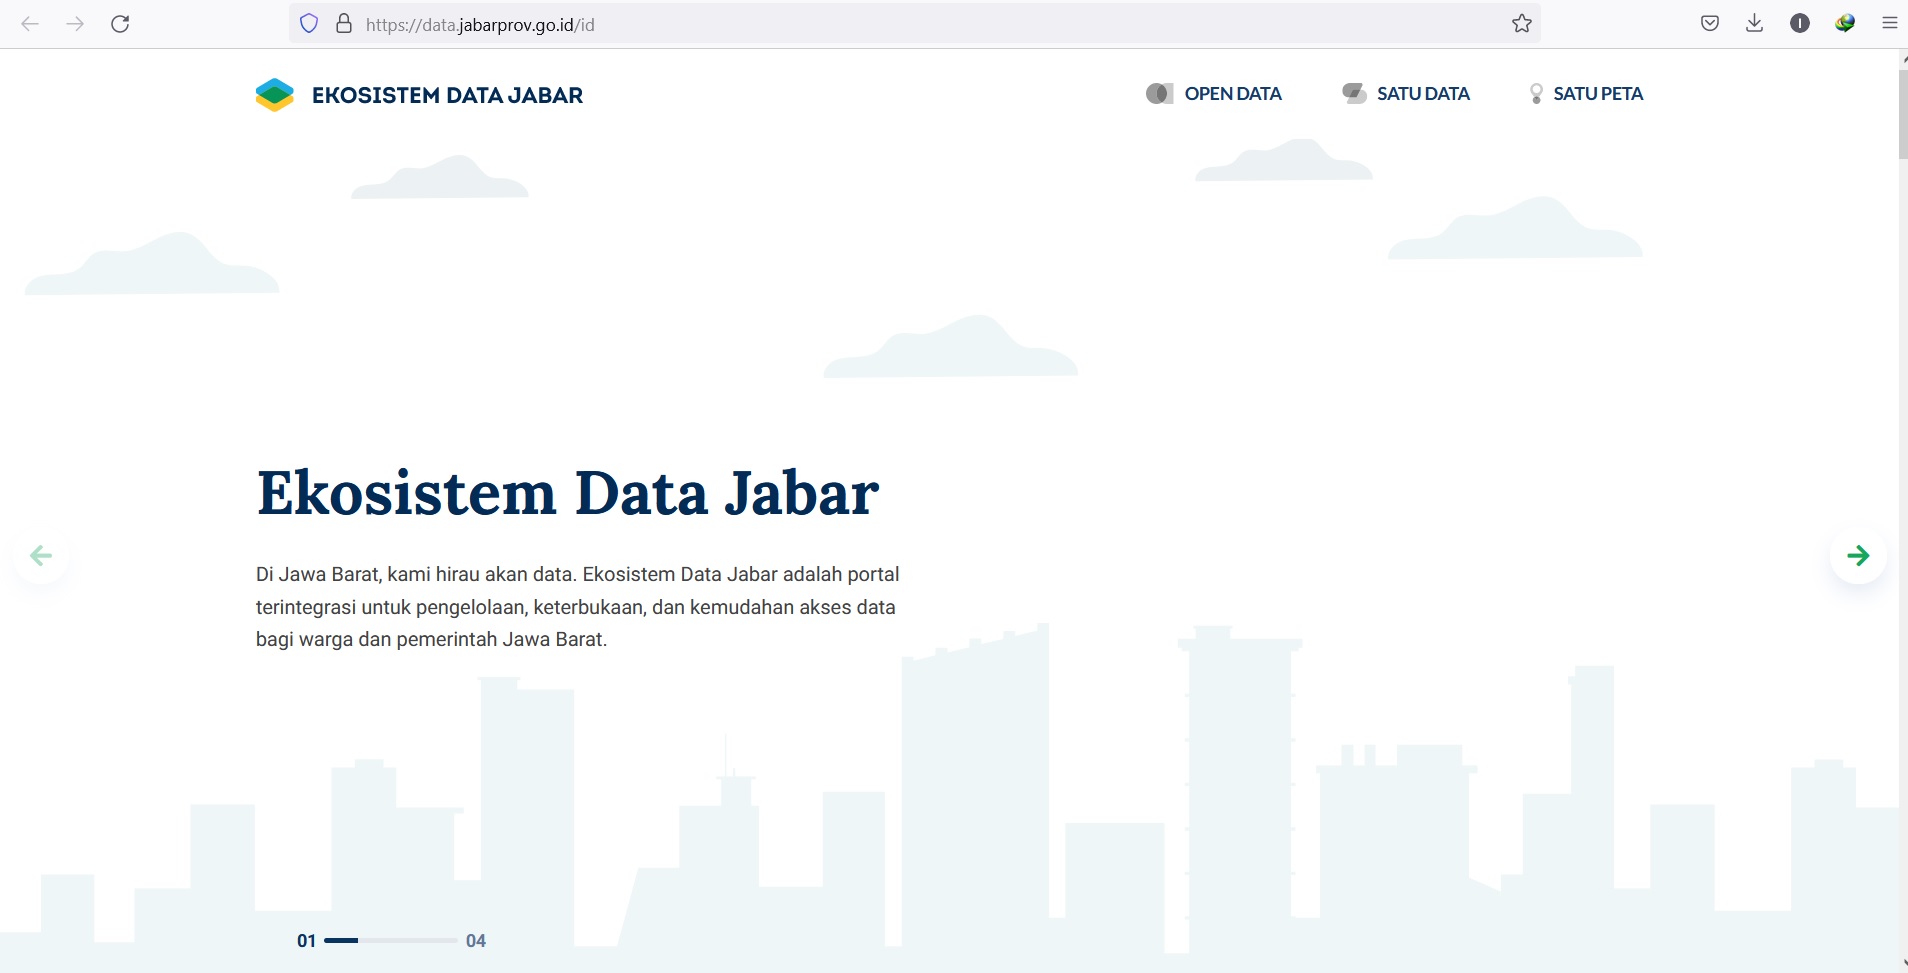 https://data.jabarprov.go.id/id
EKOSISTEM DATA JABAR
OPEN DATA
SATU DATA
SATU PETA
Ekosistem Data Jabar
Di Jawa Barat, kami hirau akan data. Ekosistem Data Jabar adalah portal
terintegrasi untuk pengelolaan, keterbukaan, dan kemudahan akses data
bagi warga dan pemerintah Jawa Barat.
01
04